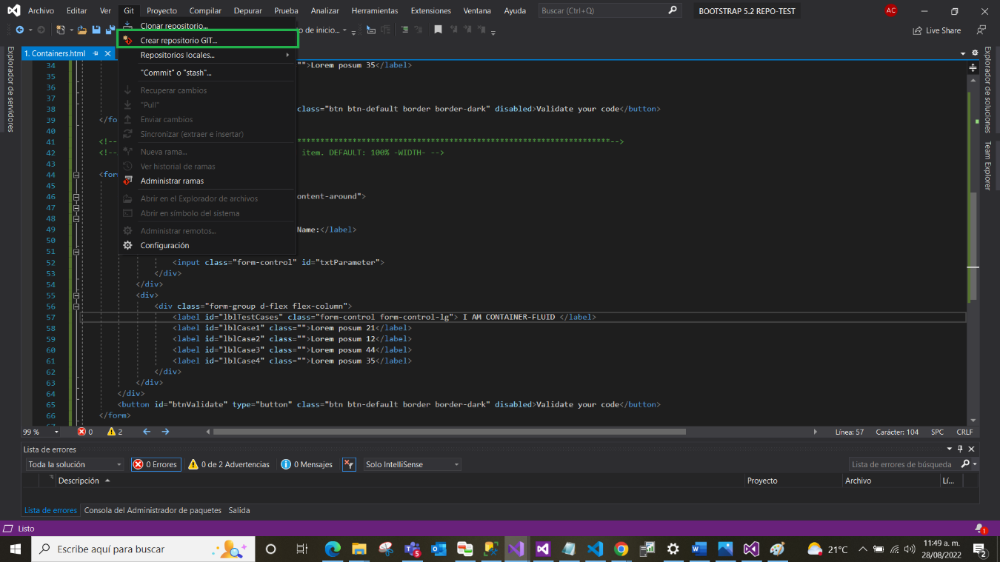 Archivo Editar Ver Git Proyecto Compilar Depurar Prueba Analizar Herramientas Extensiones Ventana Ayuda Buscar (Ctrl+Q) BOOTSTRAP 5.2 REPO-TEST AC
Clonar repositorio...
o de inicio... Live Share
Crear repositorio GIT...
Repositorios locales...
"Commit" o "stash"...
Recuperar cambios
"Pull"
Enviar cambios
Sincronizar (extraer e insertar)
Nueva rama...
Ver historial de ramas
Administrar ramas
Abrir en el Explorador de archivos
Abrir en símbolo del sistema
Administrar remotos...
Configuración
Explorador de servidores
1. Containers.html
Explorador de soluciones
Team Explorer
34 "">Lorem posum 35</label>
35
36
37
38 class="btn btn-default border border-dark" disabled>Validate your code</button>
39 </fo
40
41 <!-- ********************************************************************-->
42 <!-- item. DEFAULT: 100% -WIDTH- -->
43
44 <for
45
46 ontent-around">
47
48
49 Name:</label>
50
51
52 <input class="form-control" id="txtParameter">
53 </div>
54 </div>
55 <div>
56 <div class="form-group d-flex flex-column">
57 <label id="lblTestCases" class="form-control form-control-lg"> I AM CONTAINER-FLUID </label>
58 <label id="lblCase1" class="">Lorem posum 21</label>
59 <label id="lblCase2" class="">Lorem posum 12</label>
60 <label id="lblCase3" class="">Lorem posum 44</label>
61 <label id="lblCase4" class="">Lorem posum 35</label>
62 </div>
63 </div>
64 </div>
65 <button id="btnValidate" type="button" class="btn btn-default border border-dark" disabled>Validate your code</button>
66 </form>
99 % 0 2 Línea: 57 Carácter: 104 SPC CRLF
Lista de errores
Toda la solución 0 Errores 0 de 2 Advertencias 0 Mensajes Solo IntelliSense Lista de errores de búsqueda
Descripción Proyecto Archivo Lí...
Lista de errores Consola del Administrador de paquetes Salida
Listo 1
Escribe aquí para buscar 5 21°C 11:49 a. m. 28/08/2022 2